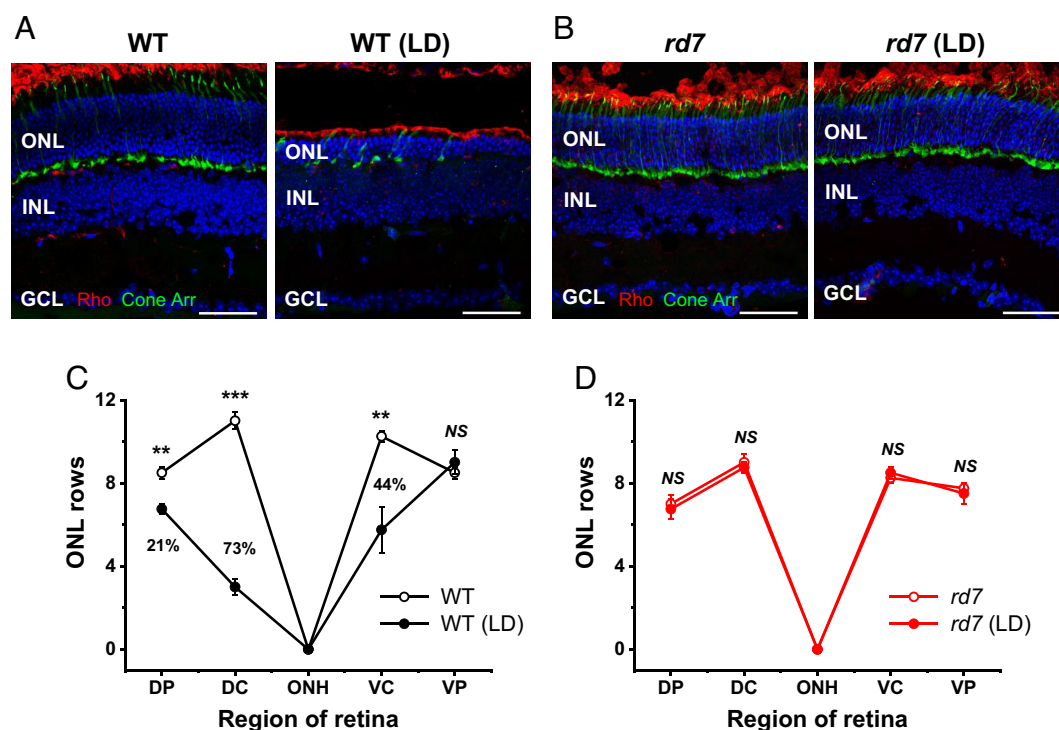 A
WT
WT (LD)
B
rd7
rd7 (LD)
ONL
INL
GCL Rho Cone Arr
ONL
INL
GCL
ONL
INL
GCL Rho Cone Arr
ONL
INL
GCL
C
ONL rows
12
8
4
0
**
***
**
NS
21%
73%
44%
WT
WT (LD)
DP DC ONH VC VP
Region of retina
D
ONL rows
12
8
4
0
NS
NS
NS
NS
rd7
rd7 (LD)
DP DC ONH VC VP
Region of retina